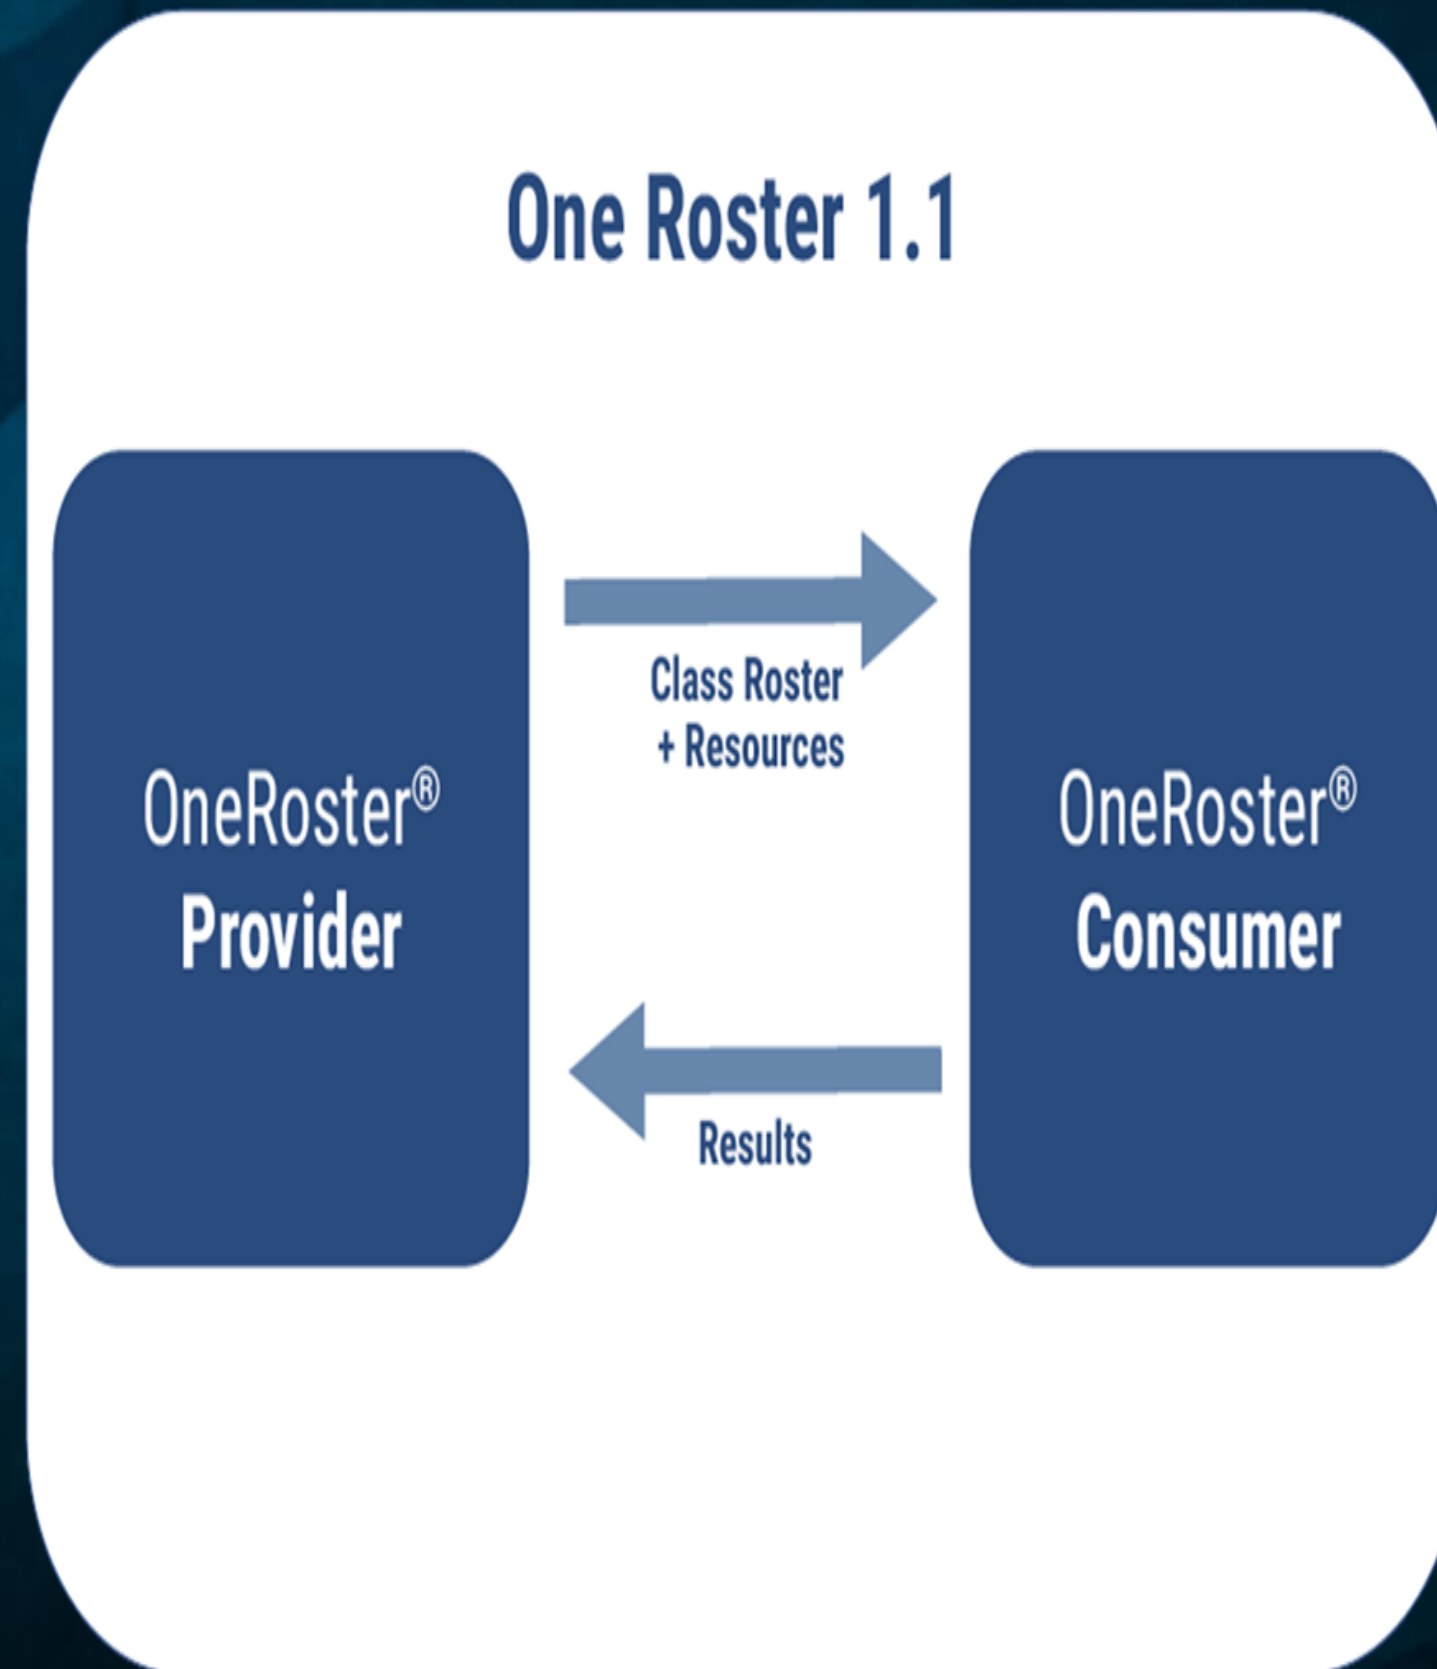 One Roster 1.1
Class Roster
+ Resources
OneRoster®
Provider
OneRoster®
Consumer
Results